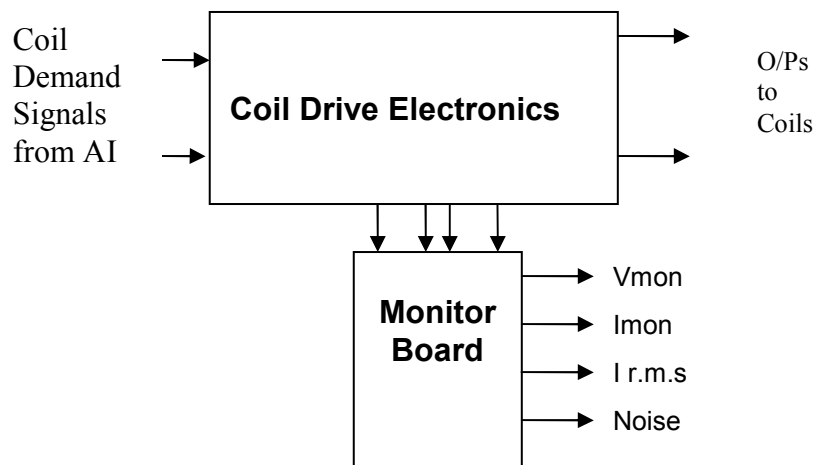 Coil
Demand
Signals
from AI
Coil Drive Electronics
O/Ps
to
Coils
Monitor
Board
Vmon
Imon
I r.m.s
Noise